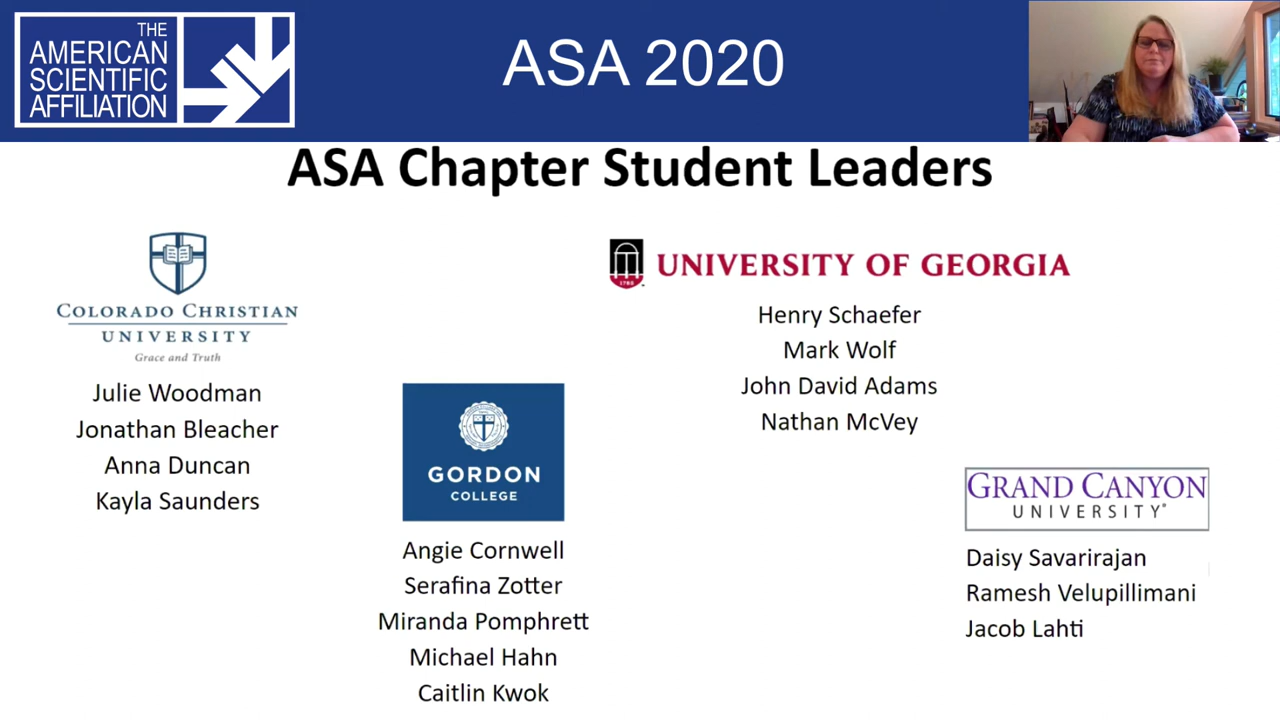 THE
AMERICAN
SCIENTIFIC
AFFILIATION
ASA 2020
ASA Chapter Student Leaders
COLORADO CHRISTIAN
UNIVERSITY
Grace and Truth
Julie Woodman
Jonathan Bleacher
Anna Duncan
Kayla Saunders
GORDON
COLLEGE
Angie Cornwell
Serafina Zotter
Miranda Pomphrett
Michael Hahn
Caitlin Kwok
1785
UNIVERSITY OF GEORGIA
Henry Schaefer
Mark Wolf
John David Adams
Nathan McVey
GRAND CANYON
UNIVERSITY®
Daisy Savarirajan
Ramesh Velupillimani
Jacob Lahti